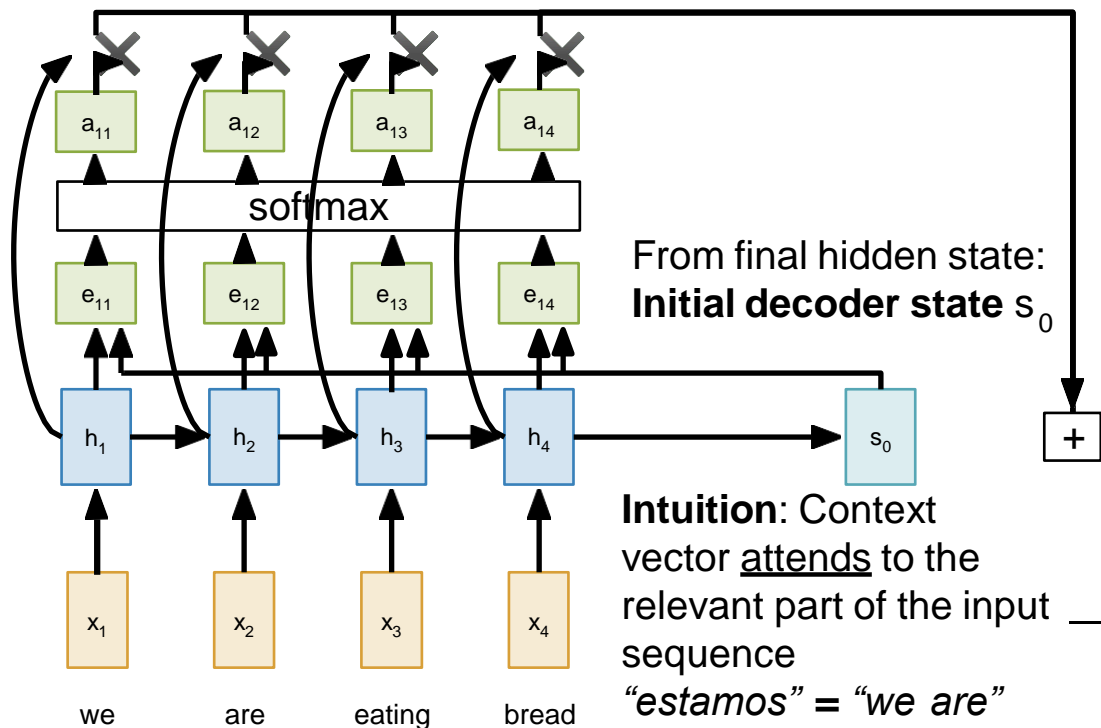 a11 a12 a13 a14
softmax
e11 e12 e13 e14
From final hidden state:
Initial decoder state s0
h1 h2 h3 h4 s0 +
Intuition: Context
vector attends to the
relevant part of the input
sequence
"estamos" = "we are"
x1 x2 x3 x4
we are eating bread